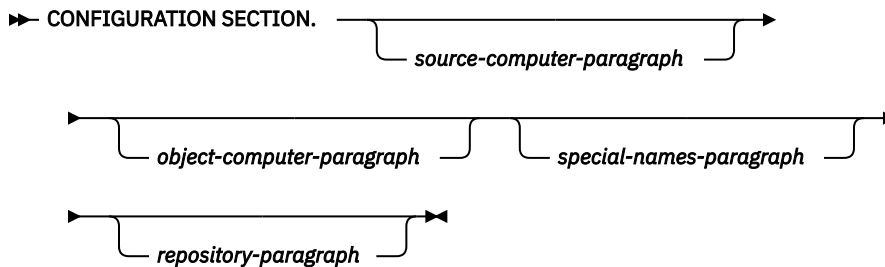 CONFIGURATION SECTION.
source-computer-paragraph
object-computer-paragraph special-names-paragraph
repository-paragraph